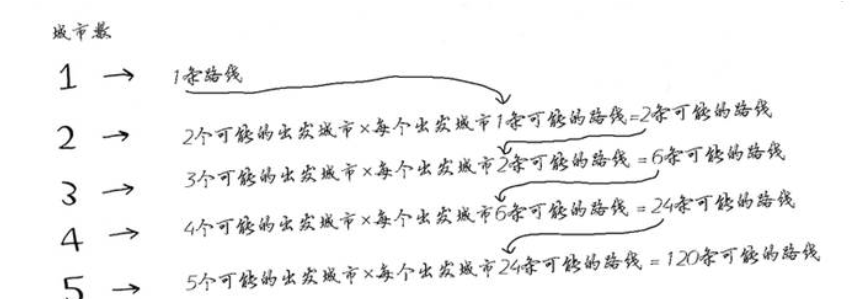 城市数
1 → 1条路线
2 → 2个可能的出发城市×每个出发城市1条可能的路线=2条可能的路线
3 → 3个可能的出发城市×每个出发城市2条可能的路线=6条可能的路线
4 → 4个可能的出发城市×每个出发城市6条可能的路线=24条可能的路线
5 → 5个可能的出发城市×每个出发城市24条可能的路线=120条可能的路线